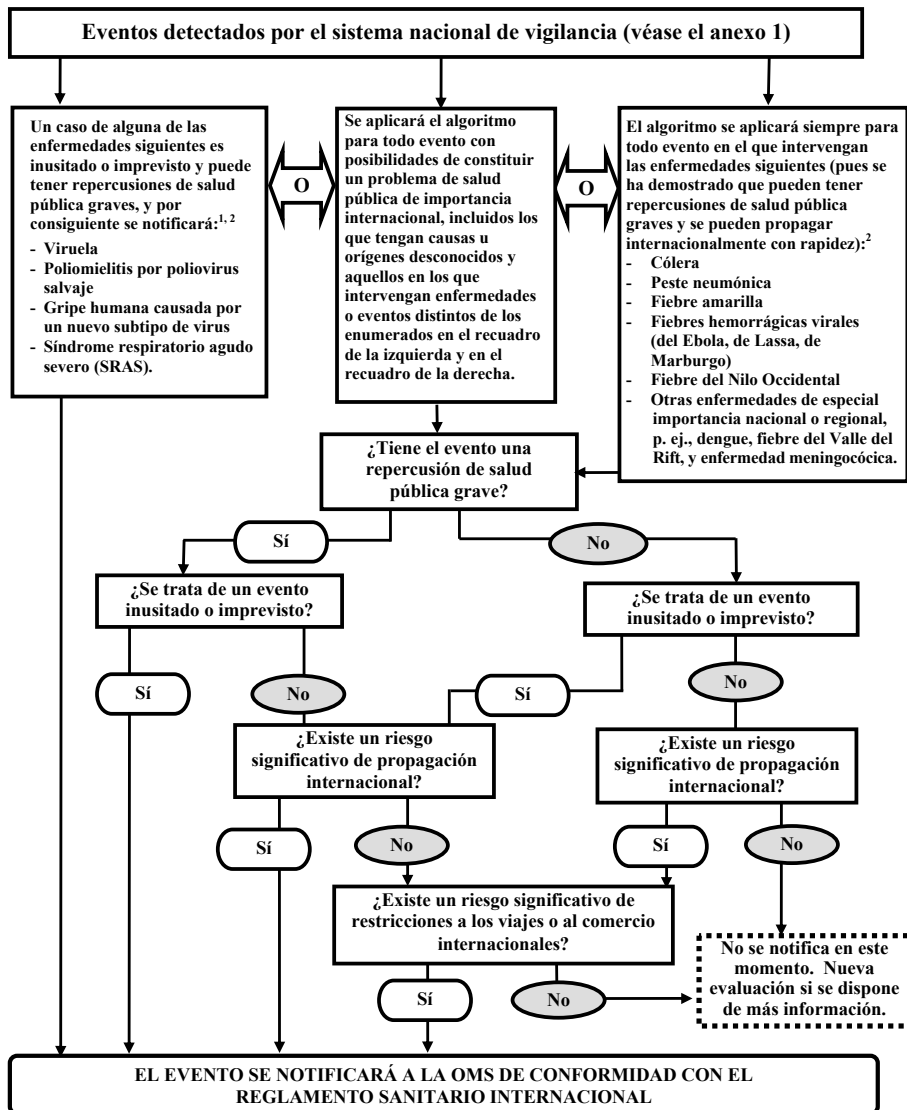 Eventos detectados por el sistema nacional de vigilancia (véase el anexo 1)
Un caso de alguna de las
enfermedades siguientes es
inusitado o imprevisto y puede
tener repercusiones de salud
pública graves, y por
consiguiente se notificará:1, 2
- Viruela
- Poliomielitis por poliovirus
salvaje
- Gripe humana causada por
un nuevo subtipo de virus
- Síndrome respiratorio agudo
severo (SRAS).
O
Se aplicará el algoritmo
para todo evento con
posibilidades de constituir
un problema de salud
pública de importancia
internacional, incluidos los
que tengan causas u
orígenes desconocidos y
aquellos en los que
intervengan enfermedades
o eventos distintos de los
enumerados en el recuadro
de la izquierda y en el
recuadro de la derecha.
O
El algoritmo se aplicará siempre para
todo evento en el que intervengan
las enfermedades siguientes (pues se
ha demostrado que pueden tener
repercusiones de salud pública
graves y se pueden propagar
internacionalmente con rapidez):2
- Cólera
- Peste neumónica
- Fiebre amarilla
- Fiebres hemorrágicas virales
(del Ebola, de Lassa, de
Marburgo)
- Fiebre del Nilo Occidental
- Otras enfermedades de especial
importancia nacional o regional,
p. ej., dengue, fiebre del Valle del
Rift, y enfermedad meningocócica.
¿Tiene el evento una
repercusión de salud
pública grave?
Sí
No
¿Se trata de un evento
inusitado o imprevisto?
¿Se trata de un evento
inusitado o imprevisto?
Sí
No
Sí
No
¿Existe un riesgo
significativo de propagación
internacional?
¿Existe un riesgo
significativo de propagación
internacional?
Sí
No
Sí
No
¿Existe un riesgo significativo de
restricciones a los viajes o al comercio
internacionales?
No se notifica en este
momento. Nueva
evaluación si se dispone
de más información.
Sí
No
EL EVENTO SE NOTIFICARÁ A LA OMS DE CONFORMIDAD CON EL
REGLAMENTO SANITARIO INTERNACIONAL